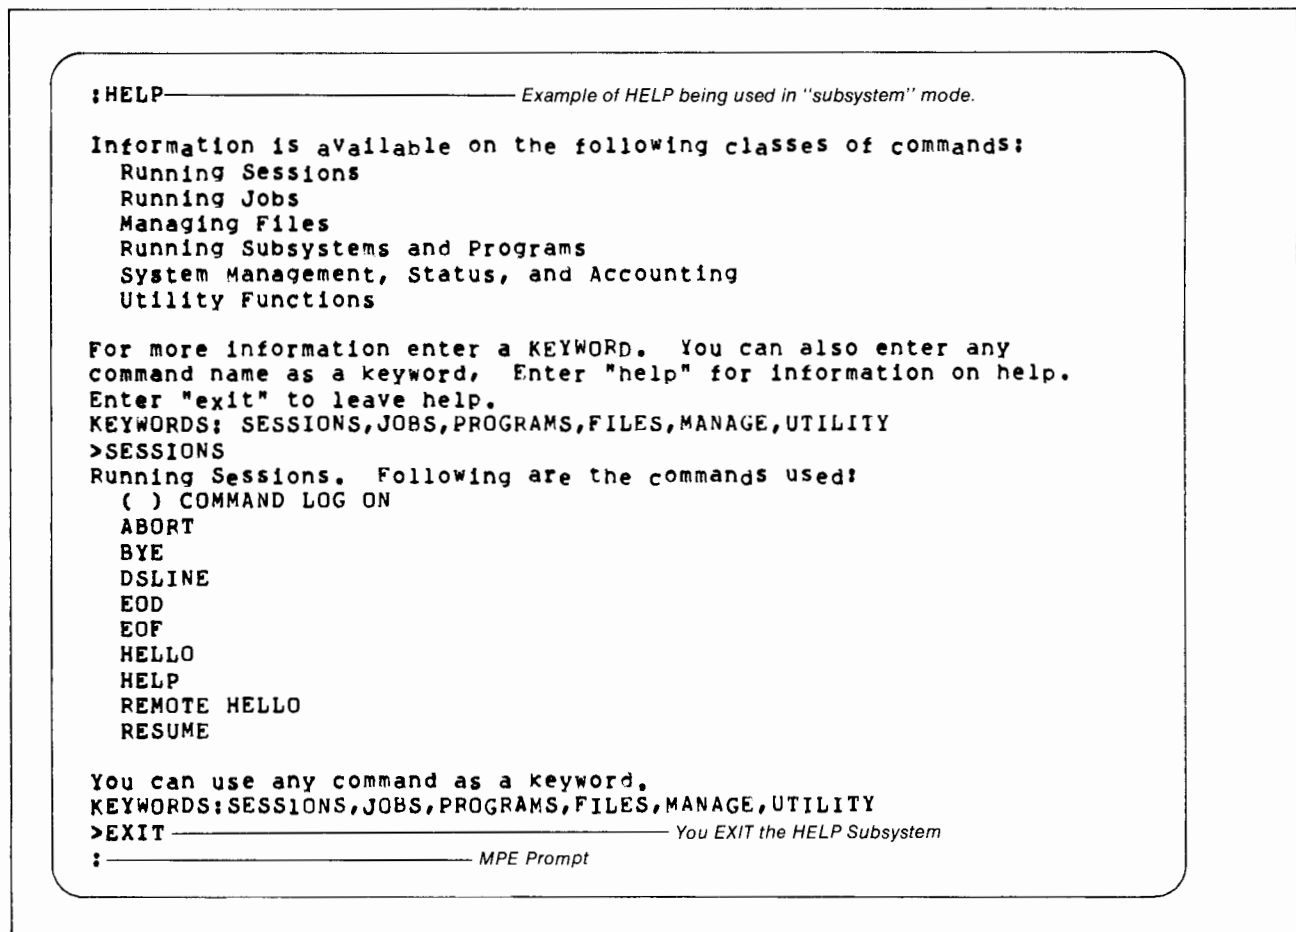 :HELP Example of HELP being used in "subsystem" mode.
Information is available on the following classes of commands:
Running Sessions
Running Jobs
Managing Files
Running Subsystems and Programs
System Management, Status, and Accounting
Utility Functions
For more information enter a KEYWORD. You can also enter any
command name as a keyword, Enter "help" for information on help.
Enter "exit" to leave help.
KEYWORDS: SESSIONS,JOBS,PROGRAMS,FILES,MANAGE,UTILITY
>SESSIONS
Running Sessions. Following are the commands used:
( ) COMMAND LOG ON
ABORT
BYE
DSLINE
EOD
EOF
HELLO
HELP
REMOTE HELLO
RESUME
You can use any command as a keyword.
KEYWORDS:SESSIONS,JOBS,PROGRAMS,FILES,MANAGE,UTILITY
>EXIT You EXIT the HELP Subsystem
: MPE Prompt